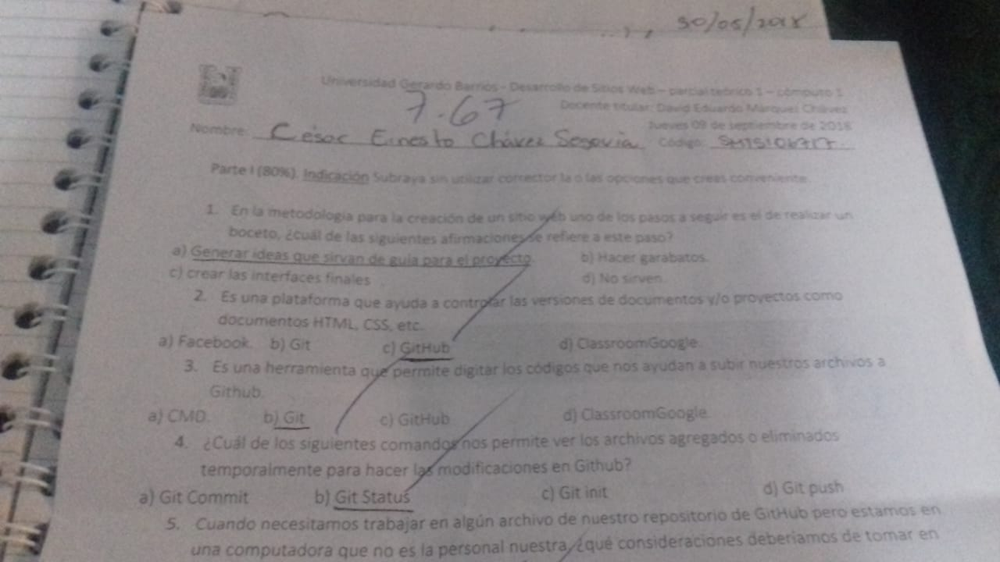 30/05/2018
Universidad Gerardo Barrios – Desarrollo de Sitios Web – parcial teórico 1 – cómputo 1
Docente titular: David Eduardo Márquez Chávez
7.67
Jueves 09 de septiembre de 2018
Nombre: César Ernesto Chávez Segovia Código:
Parte I (80%). Indicación Subraya sin utilizar corrector la o las opciones que creas conveniente.
1. En la metodología para la creación de un sitio web uno de los pasos a seguir es el de realizar un
boceto, ¿cuál de las siguientes afirmaciones se refiere a este paso?
a) Generar ideas que sirvan de guía para el proyecto. b) Hacer garabatos.
c) crear las interfaces finales d) No sirven.
2. Es una plataforma que ayuda a controlar las versiones de documentos y/o proyectos como
documentos HTML, CSS, etc.
a) Facebook. b) Git c) GitHub d) ClassroomGoogle.
3. Es una herramienta que permite digitar los códigos que nos ayudan a subir nuestros archivos a
Github.
a) CMD. b) Git c) GitHub d) ClassroomGoogle.
4. ¿Cuál de los siguientes comandos nos permite ver los archivos agregados o eliminados
temporalmente para hacer las modificaciones en Github?
a) Git Commit b) Git Status c) Git init d) Git push
5. Cuando necesitamos trabajar en algún archivo de nuestro repositorio de GitHub pero estamos en
una computadora que no es la personal nuestra, ¿qué consideraciones deberíamos de tomar en